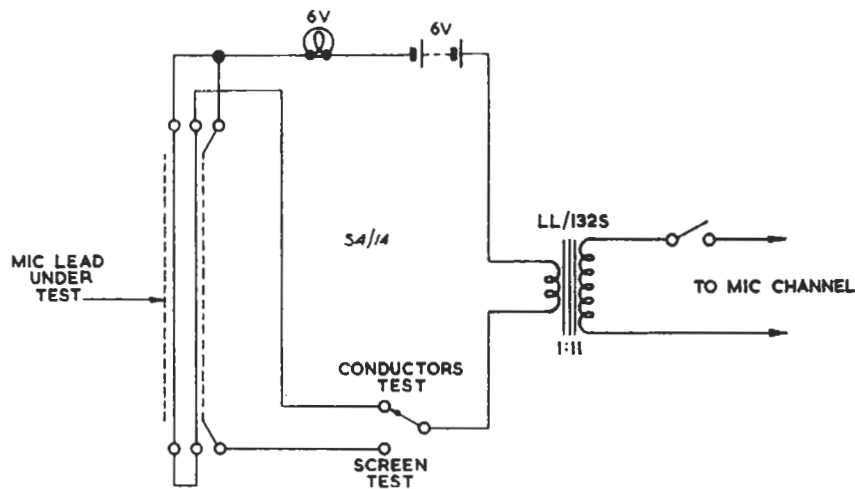 6V
6V
SA/14
LL/132S
MIC LEAD
UNDER
TEST
TO MIC CHANNEL
1:11
CONDUCTORS
TEST
SCREEN
TEST